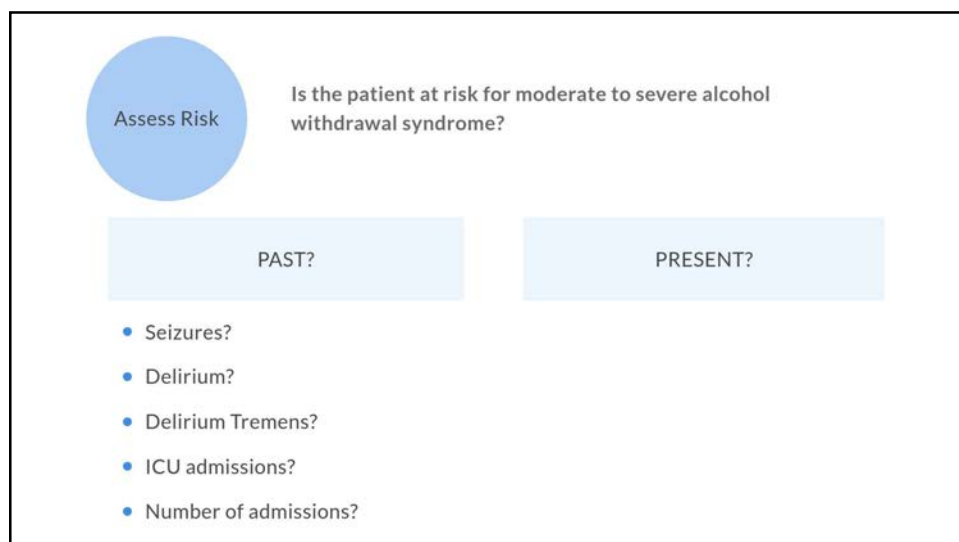 Assess Risk
Is the patient at risk for moderate to severe alcohol
withdrawal syndrome?
PAST?
PRESENT?
Seizures?
Delirium?
Delirium Tremens?
ICU admissions?
Number of admissions?